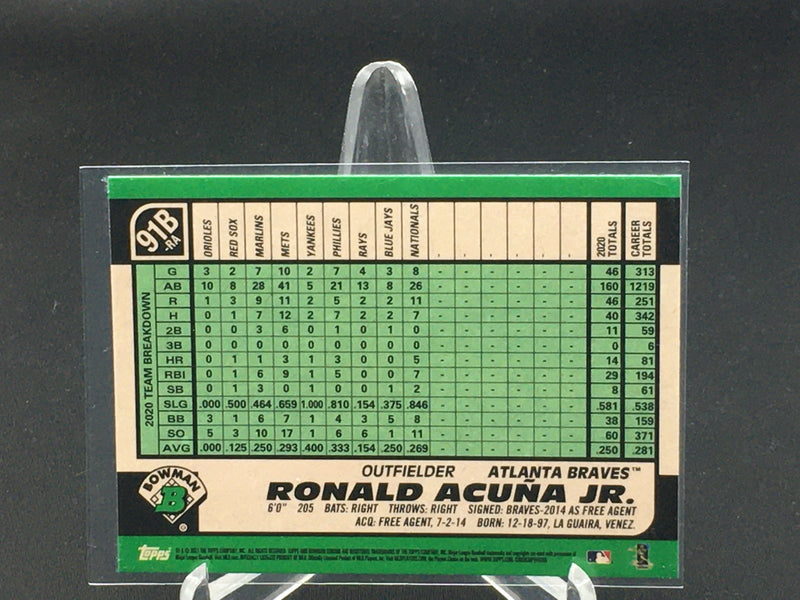 91B
-RA
ORIOLES RED SOX MARLINS METS YANKEES PHILLIES RAYS BLUE JAYS NATIONALS - - - - - - 2020 TOTALS CAREER TOTALS
2020 TEAM BREAKDOWN
G 3 2 7 10 2 7 4 3 8 - - - - - - 46 313
AB 10 8 28 41 5 21 13 8 26 - - - - - - 160 1219
R 1 3 9 11 2 5 2 2 11 - - - - - - 46 251
H 0 1 7 12 2 7 2 2 7 - - - - - - 40 342
2B 0 0 3 6 0 1 0 1 0 - - - - - - 11 59
3B 0 0 0 0 0 0 0 0 0 - - - - - - 0 6
HR 0 1 1 3 1 3 0 0 5 - - - - - - 14 81
RBI 0 1 6 9 1 5 0 0 7 - - - - - - 29 194
SB 0 1 3 0 1 0 0 1 2 - - - - - - 8 61
SLG .000 .500 .464 .659 1.000 .810 .154 .375 .846 - - - - - - .581 .538
BB 3 1 6 7 1 4 3 5 8 - - - - - - 38 159
SO 5 3 10 17 1 6 6 1 11 - - - - - - 60 371
AVG .000 .125 .250 .293 .400 .333 .154 .250 .269 - - - - - - .250 .281
BOWMAN
B
®
OUTFIELDER ATLANTA BRAVES™
RONALD ACUÑA JR.
6'0" 205 BATS: RIGHT THROWS: RIGHT SIGNED: BRAVES-2014 AS FREE AGENT
ACQ: FREE AGENT, 7-2-14 BORN: 12-18-97, LA GUAIRA, VENEZ.
Topps